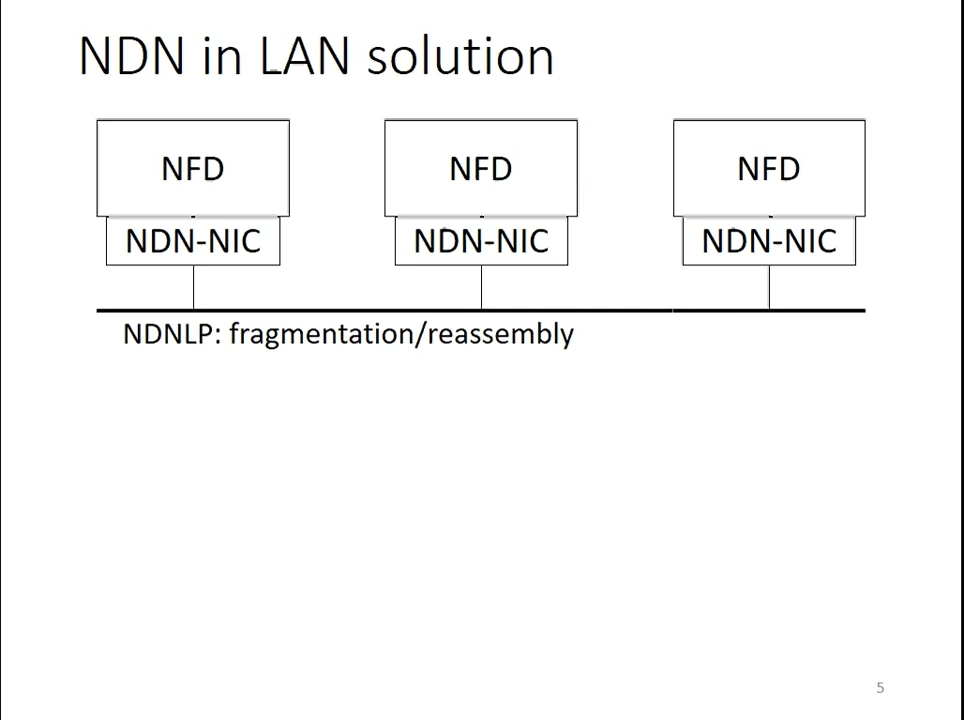 NDN in LAN solution
NFD NFD NFD
NDN-NIC NDN-NIC NDN-NIC
NDNLP: fragmentation/reassembly
5